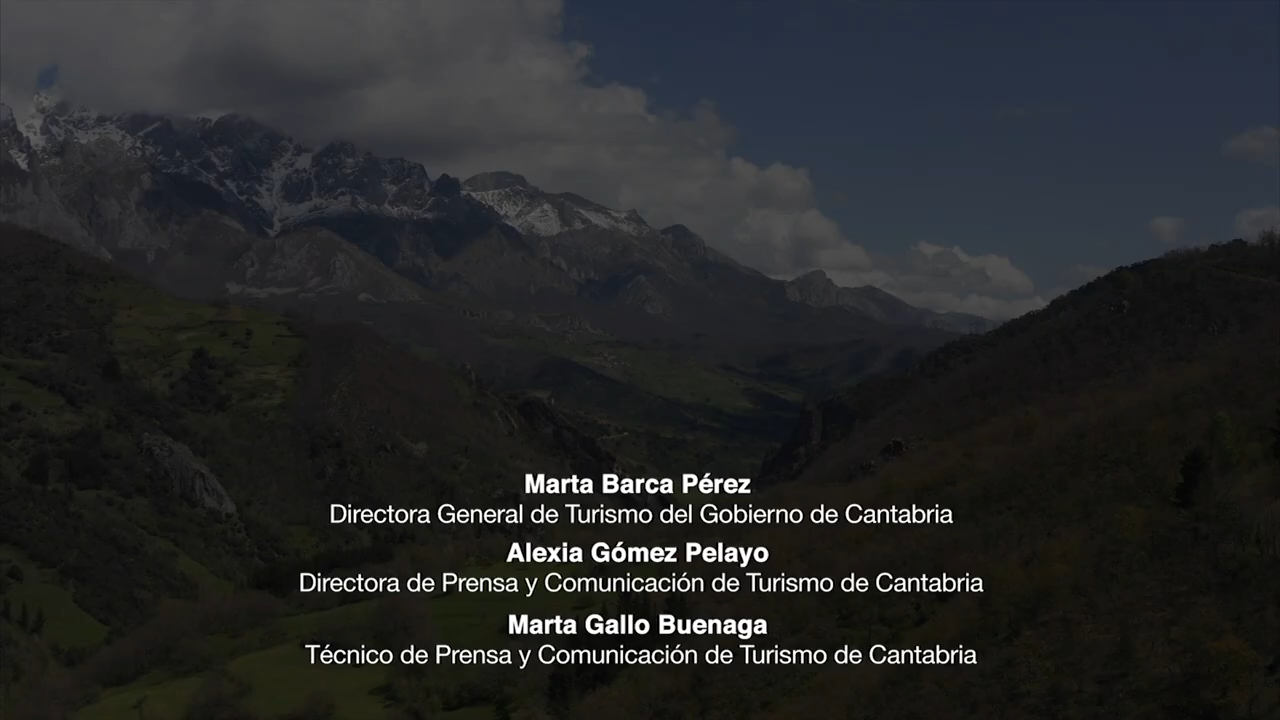 Marta Barca Pérez
Directora General de Turismo del Gobierno de Cantabria
Alexia Gómez Pelayo
Directora de Prensa y Comunicación de Turismo de Cantabria
Marta Gallo Buenaga
Técnico de Prensa y Comunicación de Turismo de Cantabria